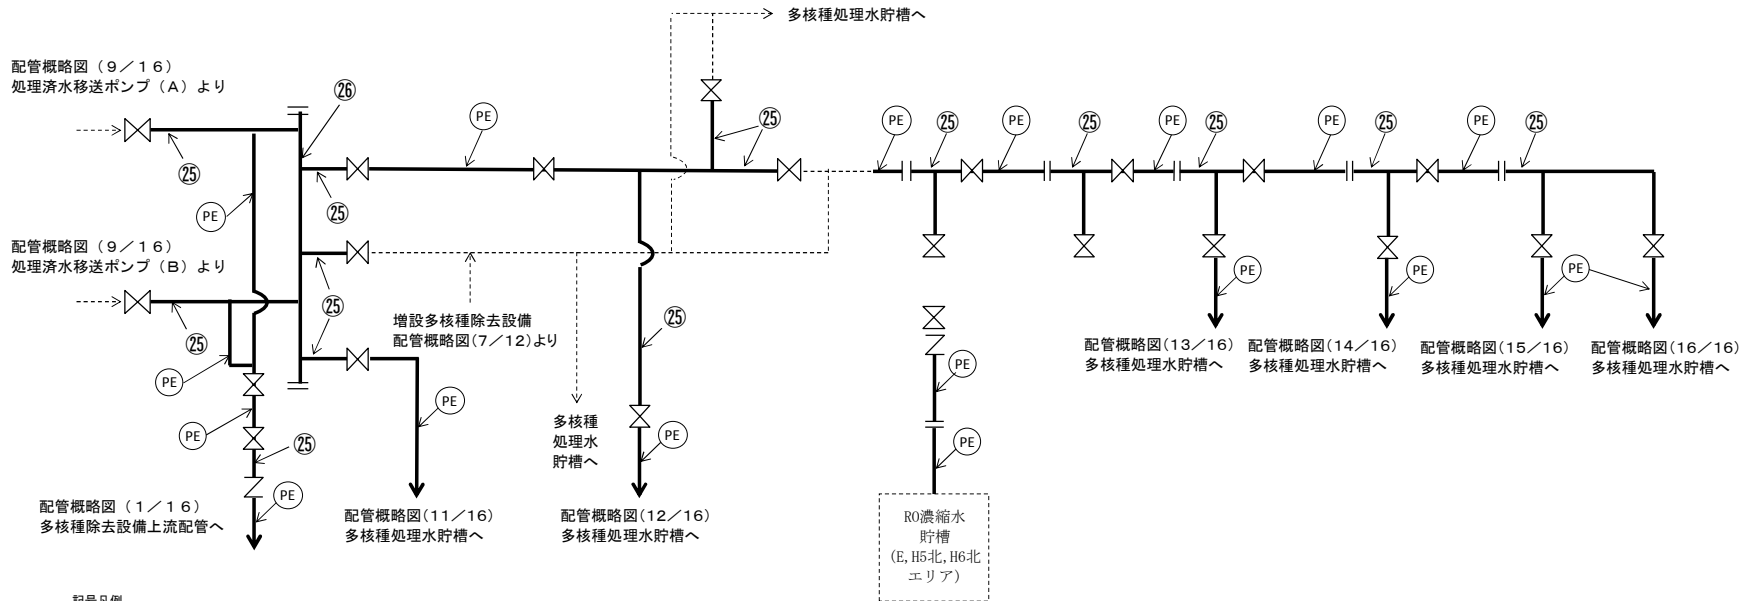 多核種処理水貯槽へ
配管概略図（９／１６）
処理済水移送ポンプ（Ａ）より
㉖
PE
㉕
PE
㉕
PE
㉕
PE
㉕
PE
㉕
PE
㉕
㉕
PE
㉕
配管概略図（９／１６）
処理済水移送ポンプ（Ｂ）より
㉕
㉕
㉕
PE
PE
PE
PE
増設多核種除去設備
配管概略図(７／１２)より
㉕
配管概略図(１３／１６)
多核種処理水貯槽へ
配管概略図(１４／１６)
多核種処理水貯槽へ
配管概略図(１５／１６)
多核種処理水貯槽へ
配管概略図(１６／１６)
多核種処理水貯槽へ
PE
PE
PE
PE
㉕
多核種
処理水
貯槽へ
PE
PE
PE
配管概略図（１／１６）
多核種除去設備上流配管へ
配管概略図(１１／１６)
多核種処理水貯槽へ
配管概略図(１２／１６)
多核種処理水貯槽へ
RO濃縮水
貯槽
(E,H5北,H6北
エリア)
記号凡例